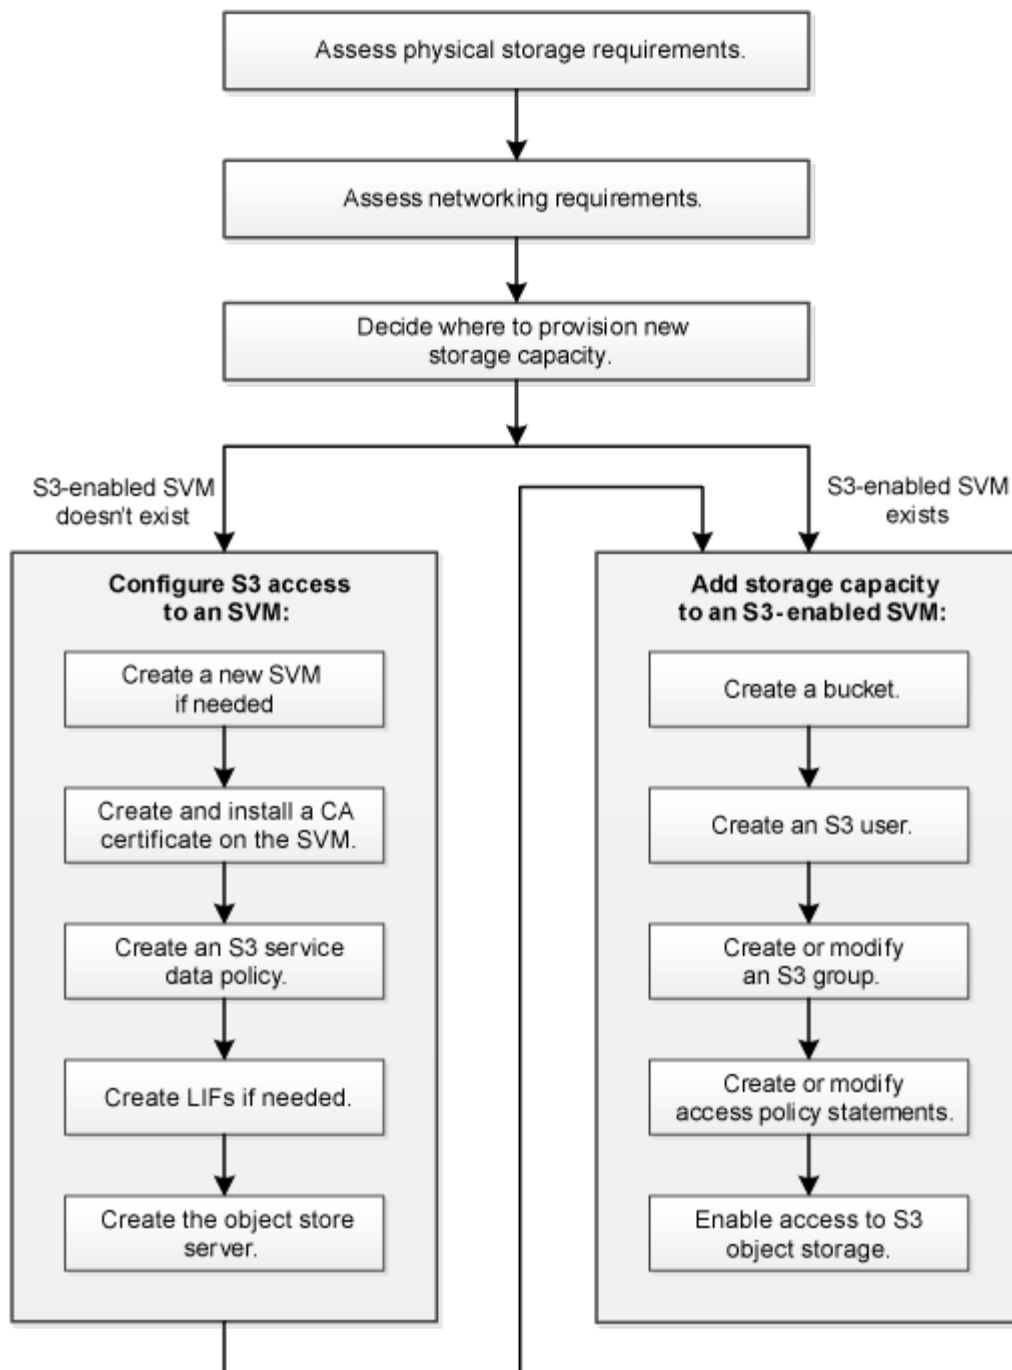 Assess physical storage requirements.
Assess networking requirements.
Decide where to provision new
storage capacity.
S3-enabled SVM
doesn't exist
S3-enabled SVM
exists
Configure S3 access
to an SVM:
Create a new SVM
if needed
Create and install a CA
certificate on the SVM.
Create an S3 service
data policy.
Create LIFs if needed.
Create the object store
server.
Add storage capacity
to an S3-enabled SVM:
Create a bucket.
Create an S3 user.
Create or modify
an S3 group.
Create or modify
access policy statements.
Enable access to S3
object storage.